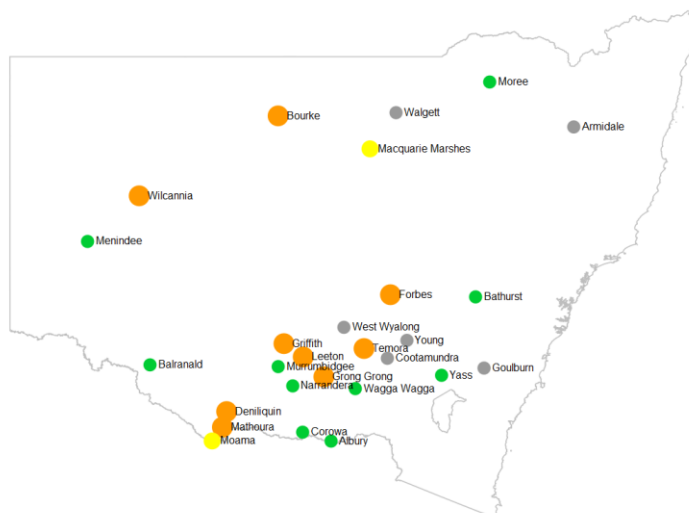 Moree
Walgett
Bourke
Armidale
Macquarie Marshes
Wilcannia
Menindee
Forbes
Bathurst
West Wyalong
Young
Griffith
Temora
Leeton
Cootamundra
Balranald
Murrumbidgee
Goulburn
Yass
Grong Grong
Narrandera
Wagga Wagga
Deniliquin
Mathoura
Corowa
Moama
Albury